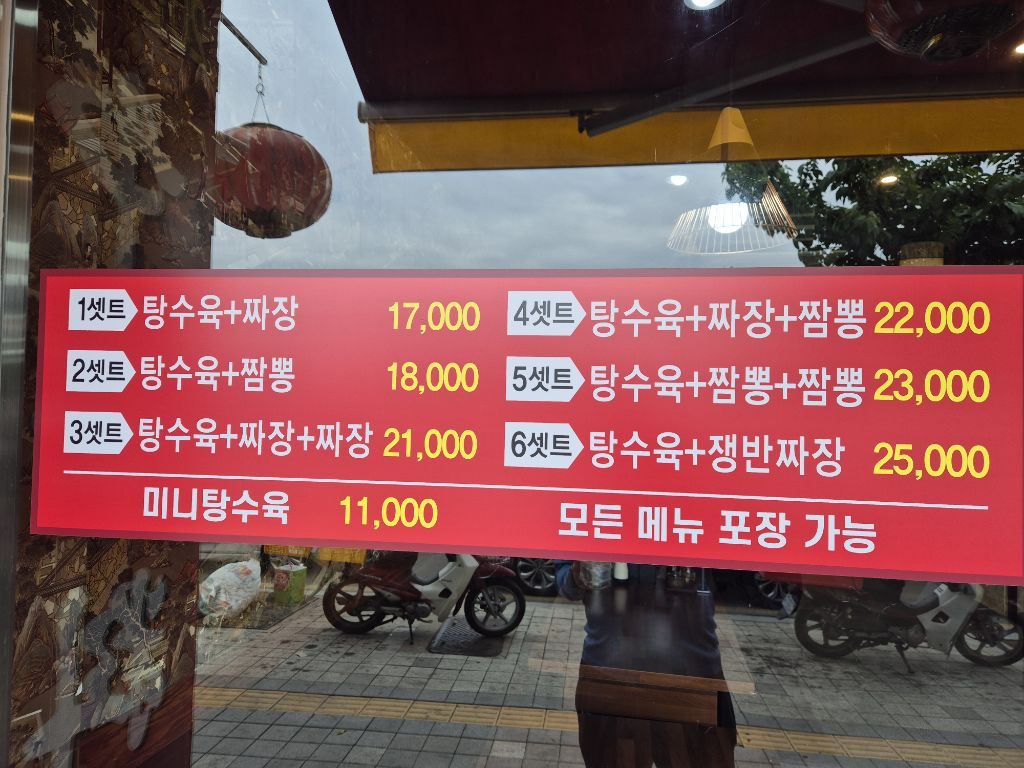 1셋트 탕수육+짜장 17,000
2셋트 탕수육+짬뽕 18,000
3셋트 탕수육+짜장+짜장 21,000
4셋트 탕수육+짜장+짬뽕 22,000
5셋트 탕수육+짬뽕+짬뽕 23,000
6셋트 탕수육+쟁반짜장 25,000
미니탕수육 11,000
모든 메뉴 포장 가능